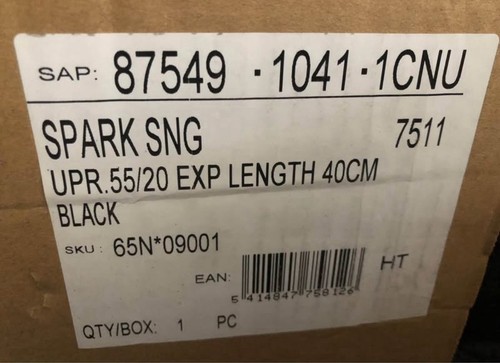 SAP: 87549 · 1041 · 1CNU
SPARK SNG 7511
UPR.55/20 EXP LENGTH 40CM
BLACK
SKU : 65N*09001
EAN:
5 414847 758126
HT
QTY/BOX: 1 PC